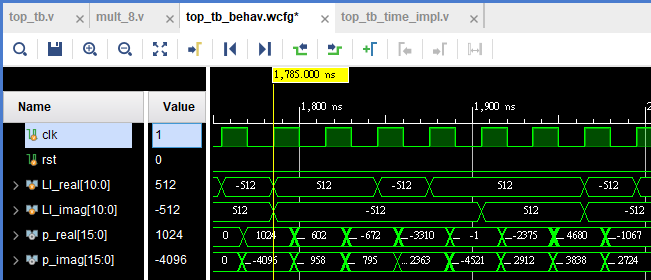 top_tb.v × mult_8.v × top_tb_behav.wcfg* × top_tb_time_impl.v ×
1,785.000 ns
Name Value 1,800 ns 1,900 ns 2
clk 1
rst 0
LI_real[10:0] 512 -512 512 -512 512 -512 512
LI_imag[10:0] -512 512 -512 512 -512
p_real[15:0] 1024 0 1024 602 -672 -3310 -1 -2375 4680 -1067
p_imag[15:0] -4096 0 -4096 958 795 2363 -4521 2912 3838 2724